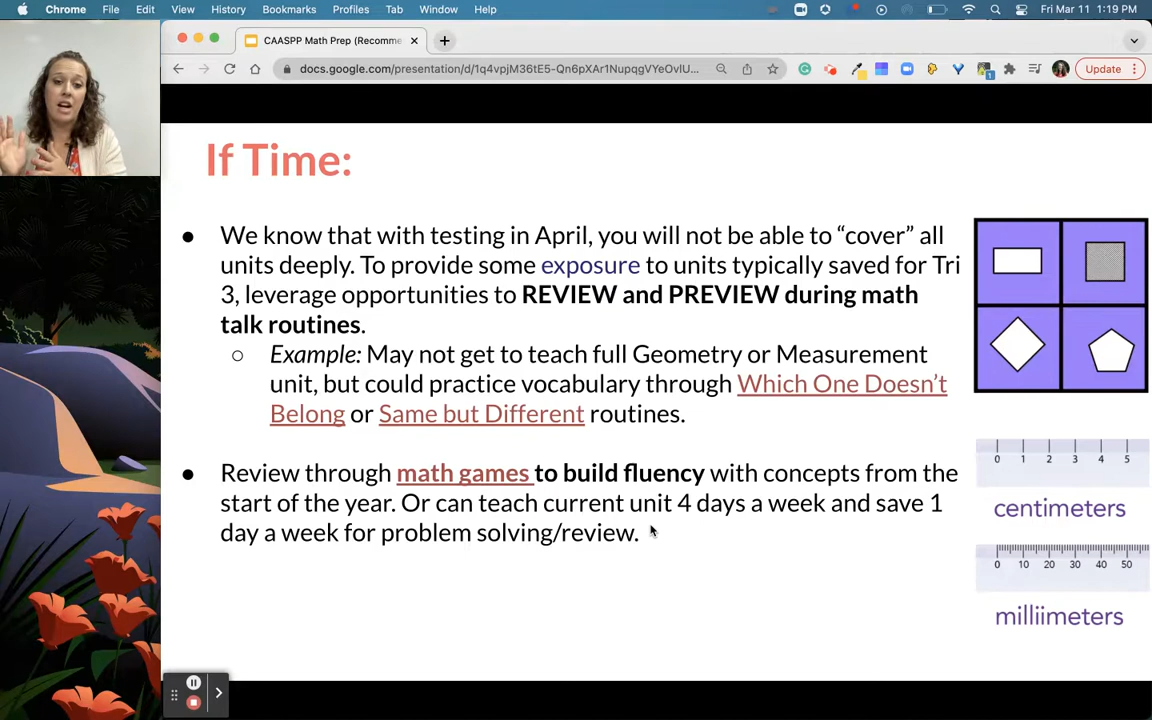 Chrome File Edit View History Bookmarks Profiles Tab Window Help Fri Mar 11 1:19 PM
CAASPP Math Prep (Recomme
docs.google.com/presentation/d/1q4vpjM36tE5-Qn6pXAr1NupqgVYeOvIU... Update
If Time:
● We know that with testing in April, you will not be able to “cover” all
units deeply. To provide some exposure to units typically saved for Tri
3, leverage opportunities to REVIEW and PREVIEW during math
talk routines.
○ Example: May not get to teach full Geometry or Measurement
unit, but could practice vocabulary through Which One Doesn’t
Belong or Same but Different routines.
● Review through math games to build fluency with concepts from the
start of the year. Or can teach current unit 4 days a week and save 1
day a week for problem solving/review.
0 1 2 3 4 5
centimeters
0 10 20 30 40 50
milliimeters